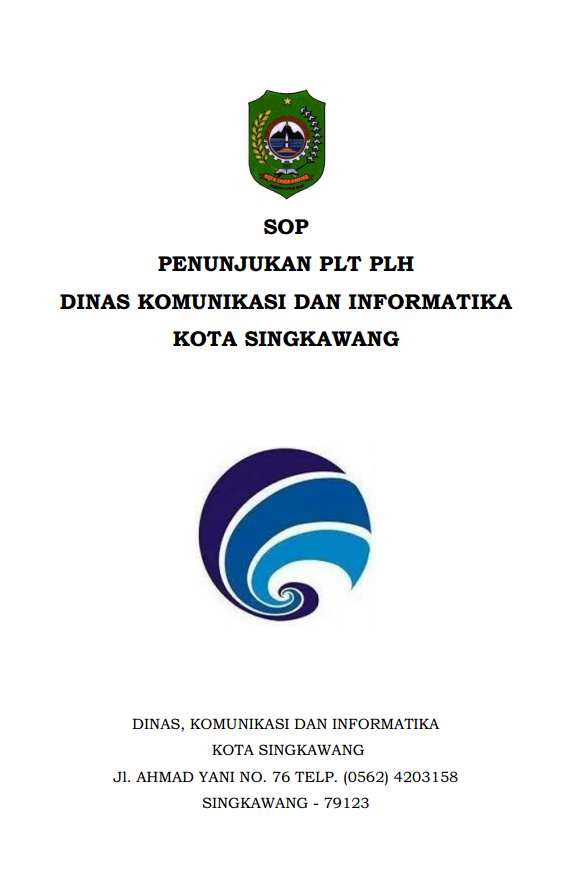 SOP
PENUNJUKAN PLT PLH
DINAS KOMUNIKASI DAN INFORMATIKA
KOTA SINGKAWANG
DINAS, KOMUNIKASI DAN INFORMATIKA
KOTA SINGKAWANG
Jl. AHMAD YANI NO. 76 TELP. (0562) 4203158
SINGKAWANG - 79123